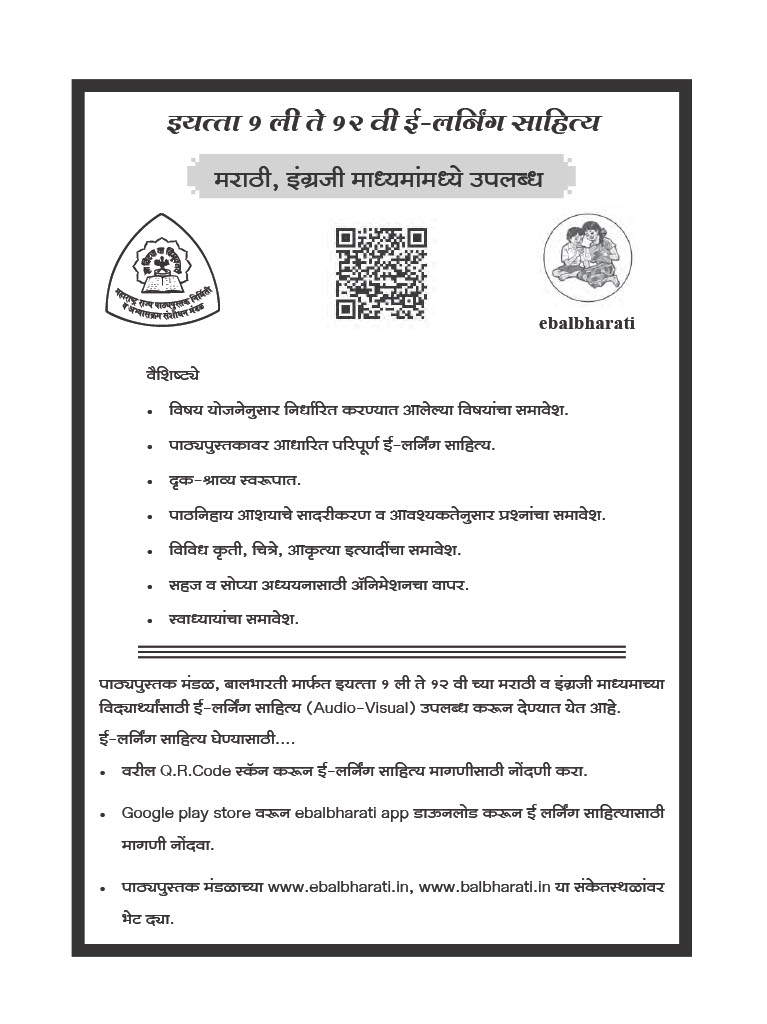 इयत्ता १ ली ते १२ वी ई-लर्निंग साहित्य
मराठी, इंग्रजी माध्यमांमध्ये उपलब्ध
महाराष्ट्र राज्य पाठ्यपुस्तक निर्मिती
व अभ्यासक्रम संशोधन मंडळ
ebalbharati
वैशिष्ट्ये
• विषय योजनेनुसार निर्धारित करण्यात आलेल्या विषयांचा समावेश.
• पाठ्यपुस्तकावर आधारित परिपूर्ण ई-लर्निंग साहित्य.
• दृक-श्राव्य स्वरूपात.
• पाठनिहाय आशयाचे सादरीकरण व आवश्यकतेनुसार प्रश्नांचा समावेश.
• विविध कृती, चित्रे, आकृत्या इत्यादींचा समावेश.
• सहज व सोप्या अध्ययनासाठी ॲनिमेशनचा वापर.
• स्वाध्यायांचा समावेश.
पाठ्यपुस्तक मंडळ, बालभारती मार्फत इयत्ता १ ली ते १२ वी च्या मराठी व इंग्रजी माध्यमाच्या
विद्यार्थ्यांसाठी ई-लर्निंग साहित्य (Audio-Visual) उपलब्ध करून देण्यात येत आहे.
ई-लर्निंग साहित्य घेण्यासाठी....
• वरील Q.R.Code स्कॅन करून ई-लर्निंग साहित्य मागणीसाठी नोंदणी करा.
• Google play store वरून ebalbharati app डाऊनलोड करून ई लर्निंग साहित्यासाठी
मागणी नोंदवा.
• पाठ्यपुस्तक मंडळाच्या www.ebalbharati.in, www.balbharati.in या संकेतस्थळांवर
भेट द्या.